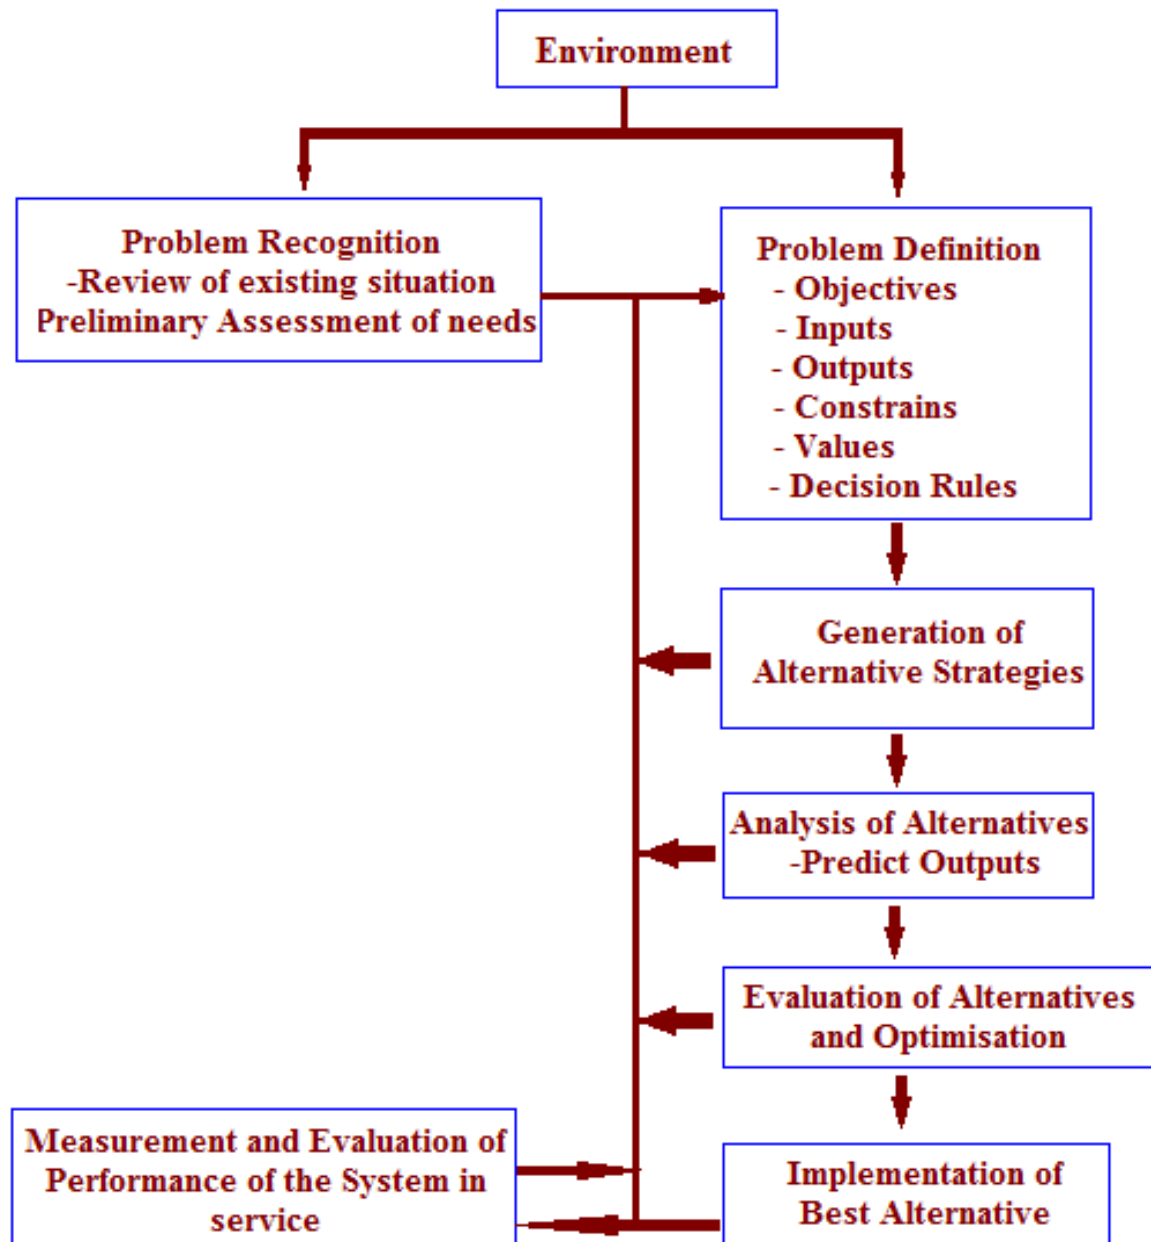 Environment
Problem Recognition
-Review of existing situation
Preliminary Assessment of needs
Problem Definition
- Objectives
- Inputs
- Outputs
- Constrains
- Values
- Decision Rules
Generation of
Alternative Strategies
Analysis of Alternatives
-Predict Outputs
Evaluation of Alternatives
and Optimisation
Measurement and Evaluation of
Performance of the System in
service
Implementation of
Best Alternative